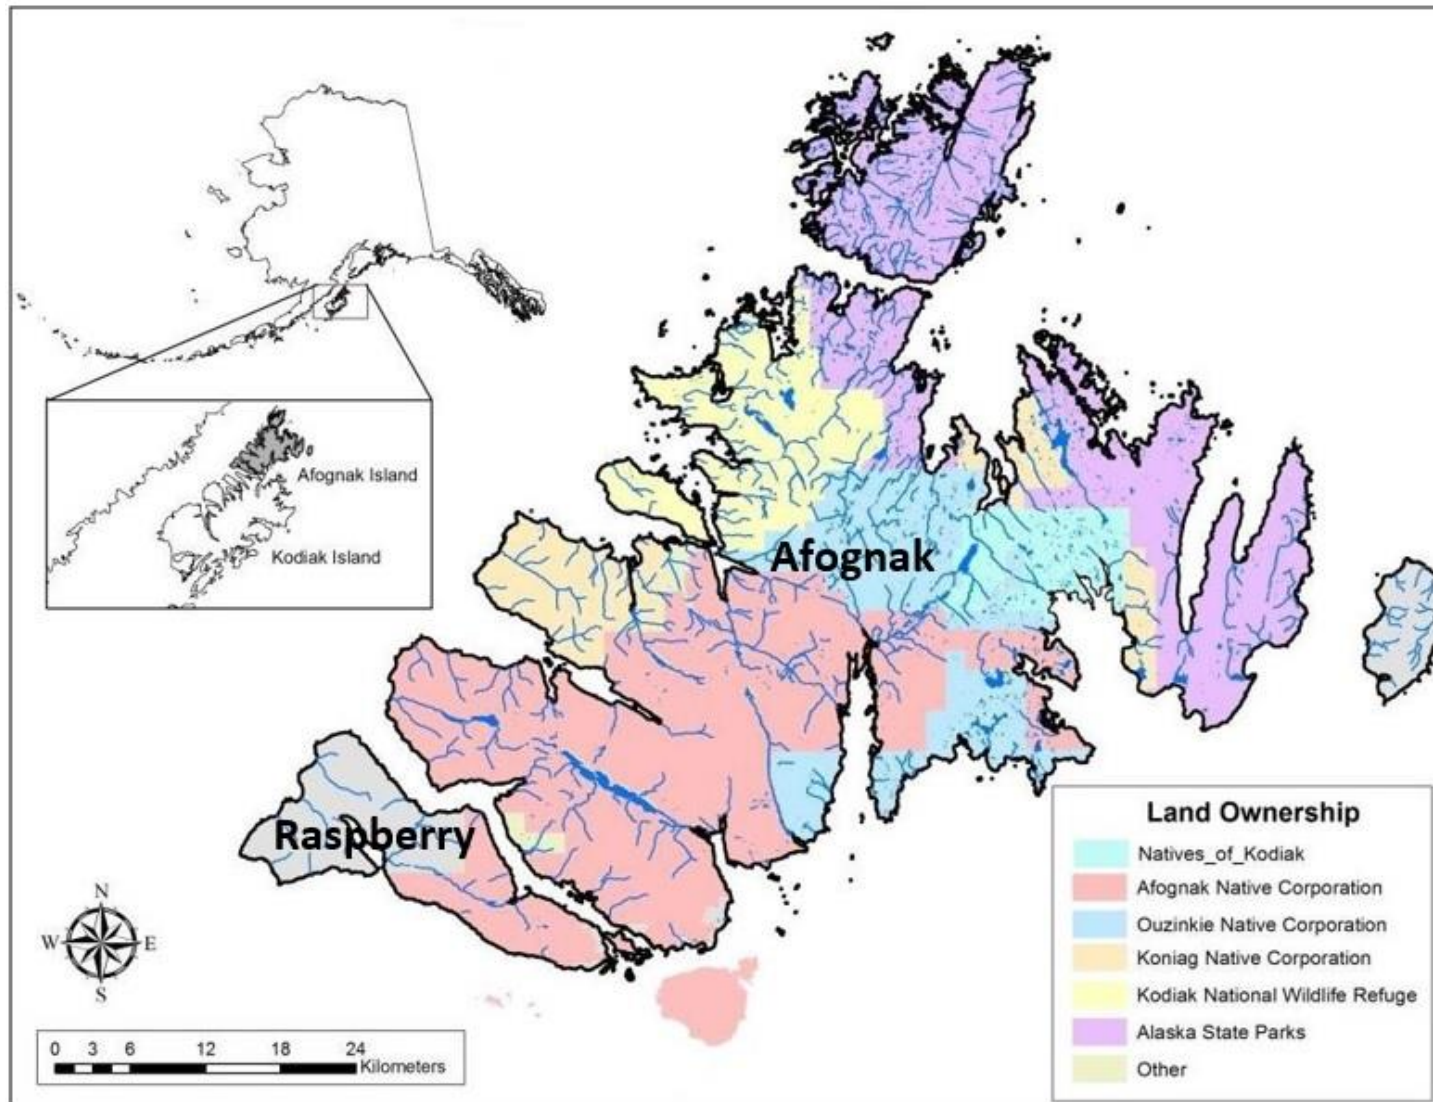 Afognak Island
Kodiak Island
Afognak
Raspberry
N
W E
S
0 3 6 12 18 24
Kilometers
Land Ownership
Natives_of_Kodiak
Afognak Native Corporation
Ouzinkie Native Corporation
Koniag Native Corporation
Kodiak National Wildlife Refuge
Alaska State Parks
Other